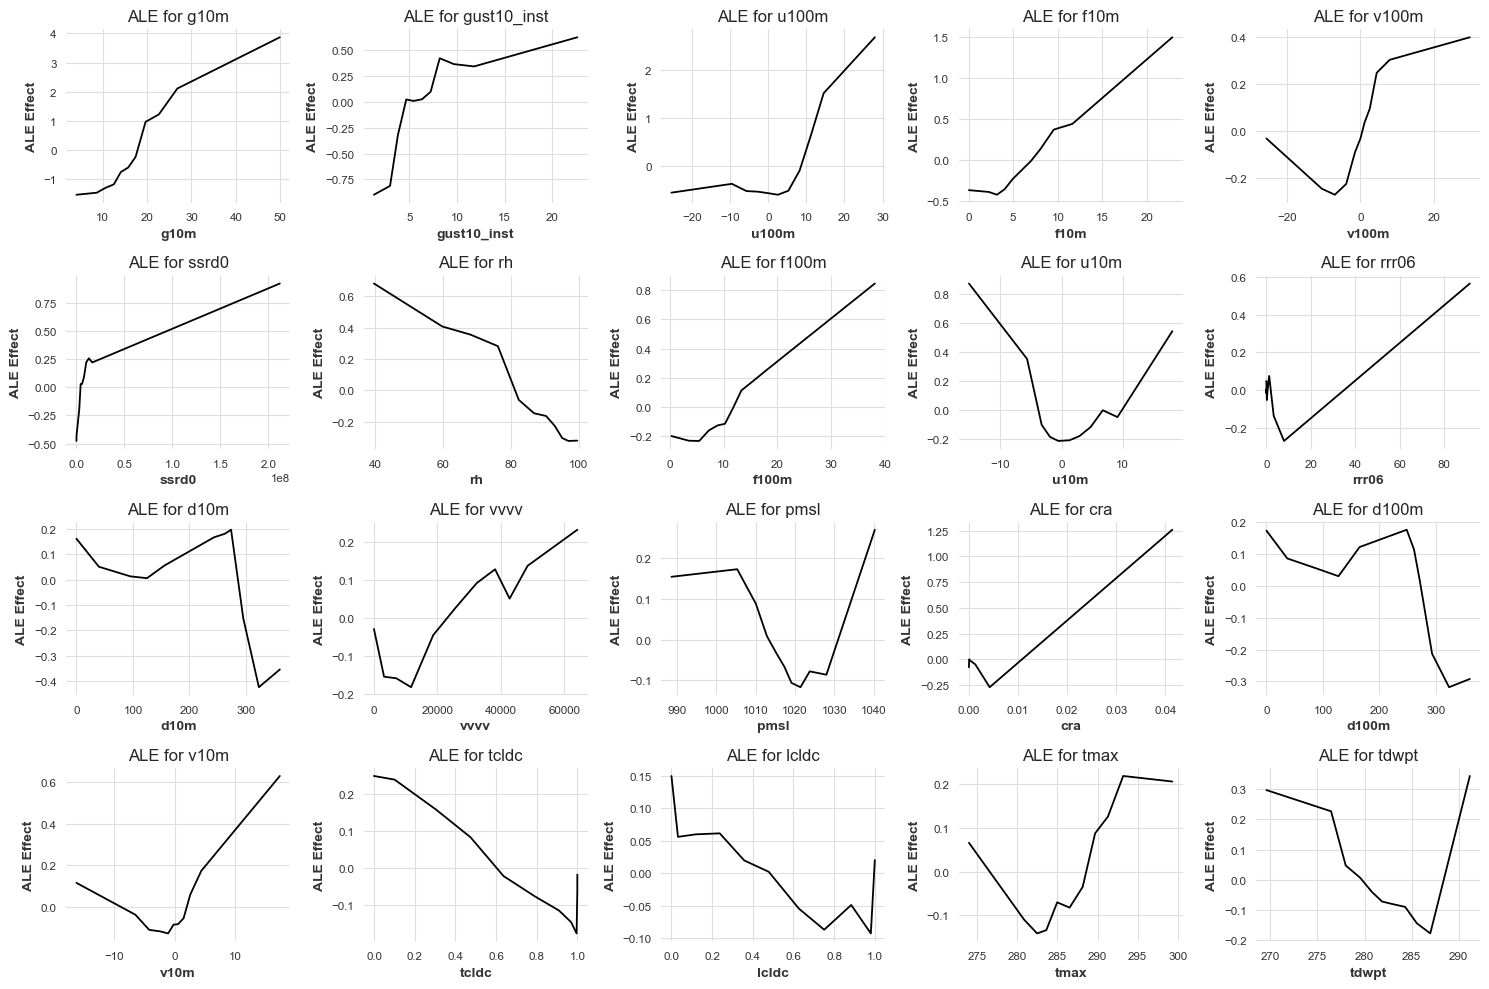 ALE for g10m
ALE Effect
4
3
2
1
0
−1
10 20 30 40 50
g10m
ALE for gust10_inst
ALE Effect
0.50
0.25
0.00
−0.25
−0.50
−0.75
5 10 15 20
gust10_inst
ALE for u100m
ALE Effect
2
0
−20 −10 0 10 20 30
u100m
ALE for f10m
ALE Effect
1.5
1.0
0.5
0.0
−0.5
0 5 10 15 20
f10m
ALE for v100m
ALE Effect
0.4
0.2
0.0
−0.2
−20 0 20
v100m
ALE for ssrd0
ALE Effect
0.75
0.50
0.25
0.00
−0.25
−0.50
0.0 0.5 1.0 1.5 2.0
1e8
ssrd0
ALE for rh
ALE Effect
0.6
0.4
0.2
0.0
−0.2
40 60 80 100
rh
ALE for f100m
ALE Effect
0.8
0.6
0.4
0.2
0.0
−0.2
0 10 20 30 40
f100m
ALE for u10m
ALE Effect
0.8
0.6
0.4
0.2
0.0
−0.2
−10 0 10
u10m
ALE for rrr06
ALE Effect
0.6
0.4
0.2
0.0
−0.2
0 20 40 60 80
rrr06
ALE for d10m
ALE Effect
0.2
0.1
0.0
−0.1
−0.2
−0.3
−0.4
0 100 200 300
d10m
ALE for vvvv
ALE Effect
0.2
0.1
0.0
−0.1
−0.2
0 20000 40000 60000
vvvv
ALE for pmsl
ALE Effect
0.2
0.1
0.0
−0.1
990 1000 1010 1020 1030 1040
pmsl
ALE for cra
ALE Effect
1.25
1.00
0.75
0.50
0.25
0.00
−0.25
0.00 0.01 0.02 0.03 0.04
cra
ALE for d100m
ALE Effect
0.2
0.1
0.0
−0.1
−0.2
−0.3
0 100 200 300
d100m
ALE for v10m
ALE Effect
0.6
0.4
0.2
0.0
−10 0 10
v10m
ALE for tcldc
ALE Effect
0.2
0.1
0.0
−0.1
0.0 0.2 0.4 0.6 0.8 1.0
tcldc
ALE for lcldc
ALE Effect
0.15
0.10
0.05
0.00
−0.05
−0.10
0.0 0.2 0.4 0.6 0.8 1.0
lcldc
ALE for tmax
ALE Effect
0.2
0.1
0.0
−0.1
275 280 285 290 295 300
tmax
ALE for tdwpt
ALE Effect
0.3
0.2
0.1
0.0
−0.1
−0.2
270 275 280 285 290
tdwpt